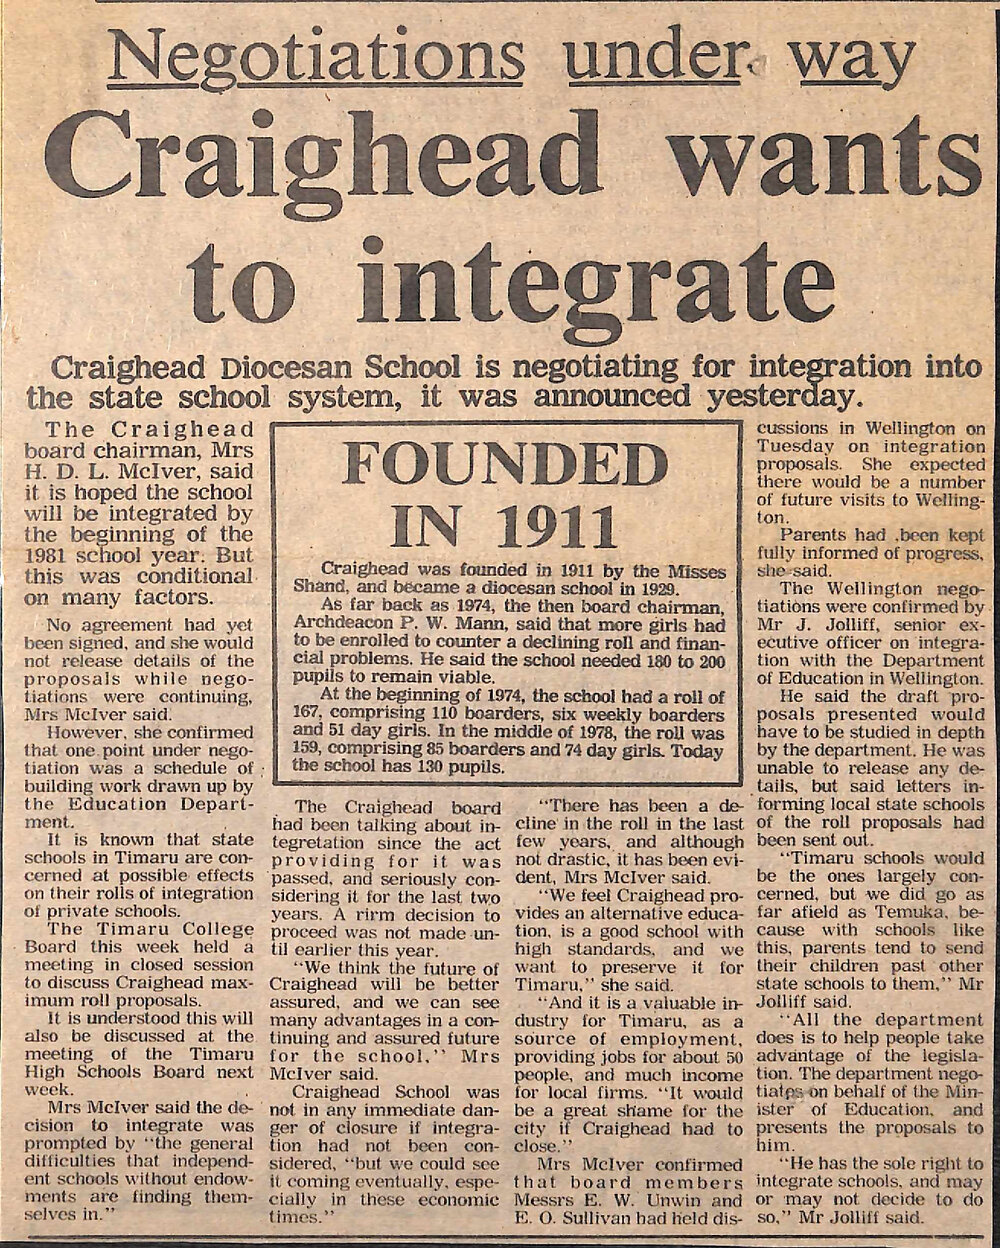 Negotiations under way
Craighead wants
to integrate
Craighead Diocesan School is negotiating for integration into
the state school system, it was announced yesterday.
The Craighead
board chairman, Mrs
H. D. L. McIver, said
it is hoped the school
will be integrated by
the beginning of the
1981 school year. But
this was conditional
on many factors.
No agreement had yet
been signed, and she would
not release details of the
proposals while nego-
tiations were continuing,
Mrs McIver said.
However, she confirmed
that one point under nego-
tiation was a schedule of
building work drawn up by
the Education Depart-
ment.
It is known that state
schools in Timaru are con-
cerned at possible effects
on their rolls of integration
of private schools.
The Timaru College
Board this week held a
meeting in closed session
to discuss Craighead max-
imum roll proposals.
It is understood this will
also be discussed at the
meeting of the Timaru
High Schools Board next
week.
Mrs McIver said the de-
cision to integrate was
prompted by "the general
difficulties that independ-
ent schools without endow-
ments are finding them-
selves in."
FOUNDED
IN 1911
Craighead was founded in 1911 by the Misses
Shand, and became a diocesan school in 1929.
As far back as 1974, the then board chairman,
Archdeacon P. W. Mann, said that more girls had
to be enrolled to counter a declining roll and finan-
cial problems. He said the school needed 180 to 200
pupils to remain viable.
At the beginning of 1974, the school had a roll of
167, comprising 110 boarders, six weekly boarders
and 51 day girls. In the middle of 1978, the roll was
159, comprising 85 boarders and 74 day girls. Today
the school has 130 pupils.
The Craighead board
had been talking about in-
tegretation since the act
providing for it was
passed, and seriously con-
sidering it for the last two
years. A rirm decision to
proceed was not made un-
til earlier this year.
"We think the future of
Craighead will be better
assured, and we can see
many advantages in a con-
tinuing and assured future
for the school," Mrs
McIver said.
Craighead School was
not in any immediate dan-
ger of closure if integra-
tion had not been con-
sidered, "but we could see
it coming eventually, espe-
cially in these economic
times."
"There has been a de-
cline in the roll in the last
few years, and although
not drastic, it has been evi-
dent, Mrs McIver said.
"We feel Craighead pro-
vides an alternative educa-
tion, is a good school with
high standards, and we
want to preserve it for
Timaru," she said.
"And it is a valuable in-
dustry for Timaru, as a
source of employment,
providing jobs for about 50
people, and much income
for local firms. "It would
be a great shame for the
city if Craighead had to
close."
Mrs McIver confirmed
that board members
Messrs E. W. Unwin and
E. O. Sullivan had held dis-
cussions in Wellington on
Tuesday on integration
proposals. She expected
there would be a number
of future visits to Welling-
ton.
Parents had been kept
fully informed of progress,
she said.
The Wellington nego-
tiations were confirmed by
Mr J. Jolliff, senior ex-
ecutive officer on integra-
tion with the Department
of Education in Wellington.
He said the draft pro-
posals presented would
have to be studied in depth
by the department. He was
unable to release any de-
tails, but said letters in-
forming local state schools
of the roll proposals had
been sent out.
"Timaru schools would
be the ones largely con-
cerned, but we did go as
far afield as Temuka, be-
cause with schools like
this, parents tend to send
their children past other
state schools to them," Mr
Jolliff said.
"All the department
does is to help people take
advantage of the legisla-
tion. The department nego-
tiates on behalf of the Min-
ister of Education, and
presents the proposals to
him.
"He has the sole right to
integrate schools, and may
or may not decide to do
so," Mr Jolliff said.